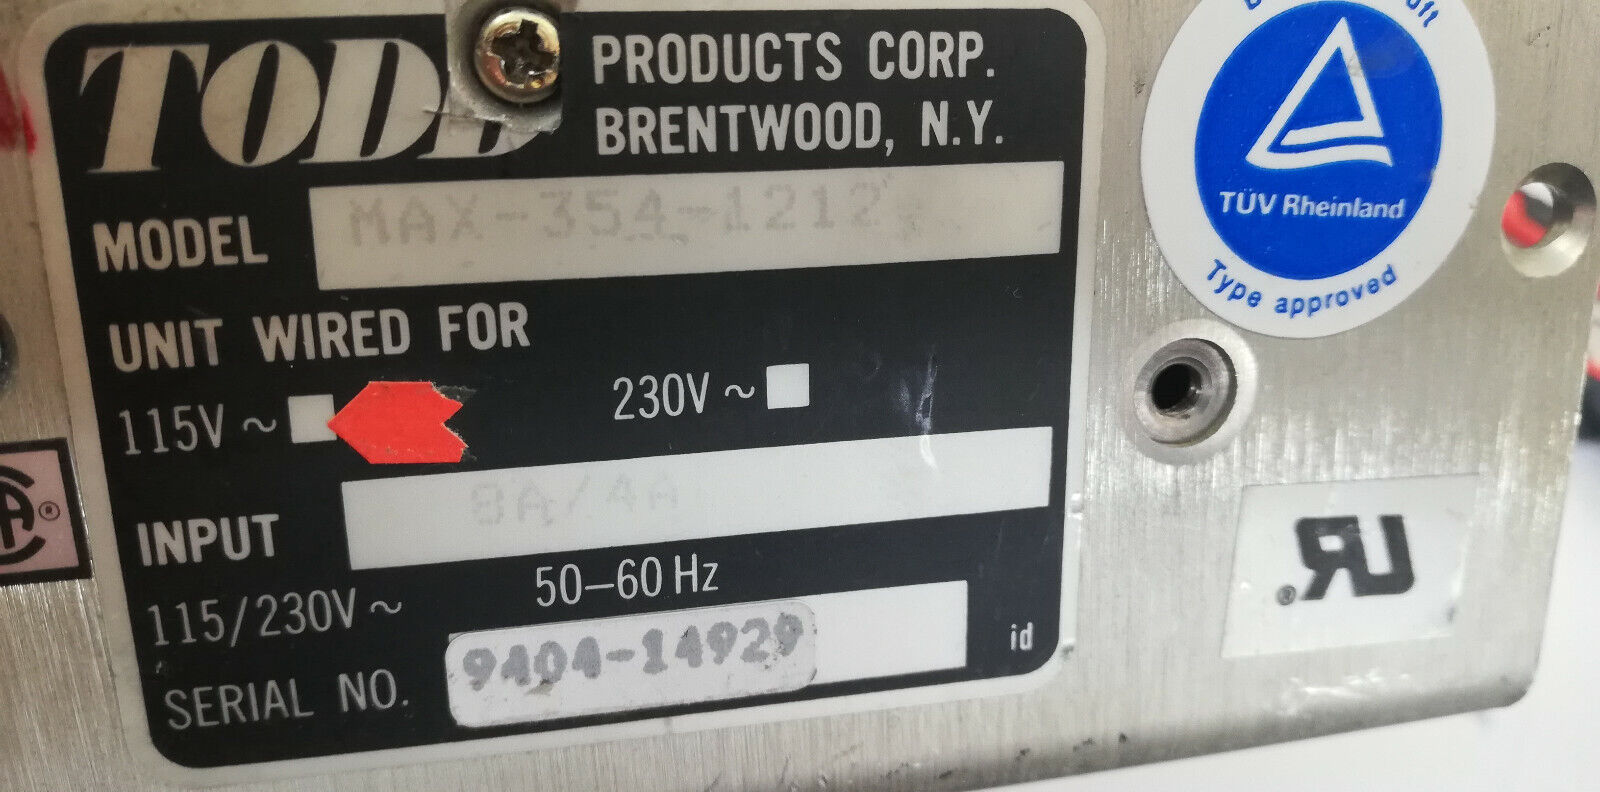 TODD PRODUCTS CORP.
BRENTWOOD, N.Y.
MODEL MAX-354-1212
UNIT WIRED FOR
115V ~ 230V ~
INPUT 8A/4A
115/230V ~ 50-60 Hz
SERIAL NO. 9404-14929
id
TÜV Rheinland
Type approved
UR ®
®